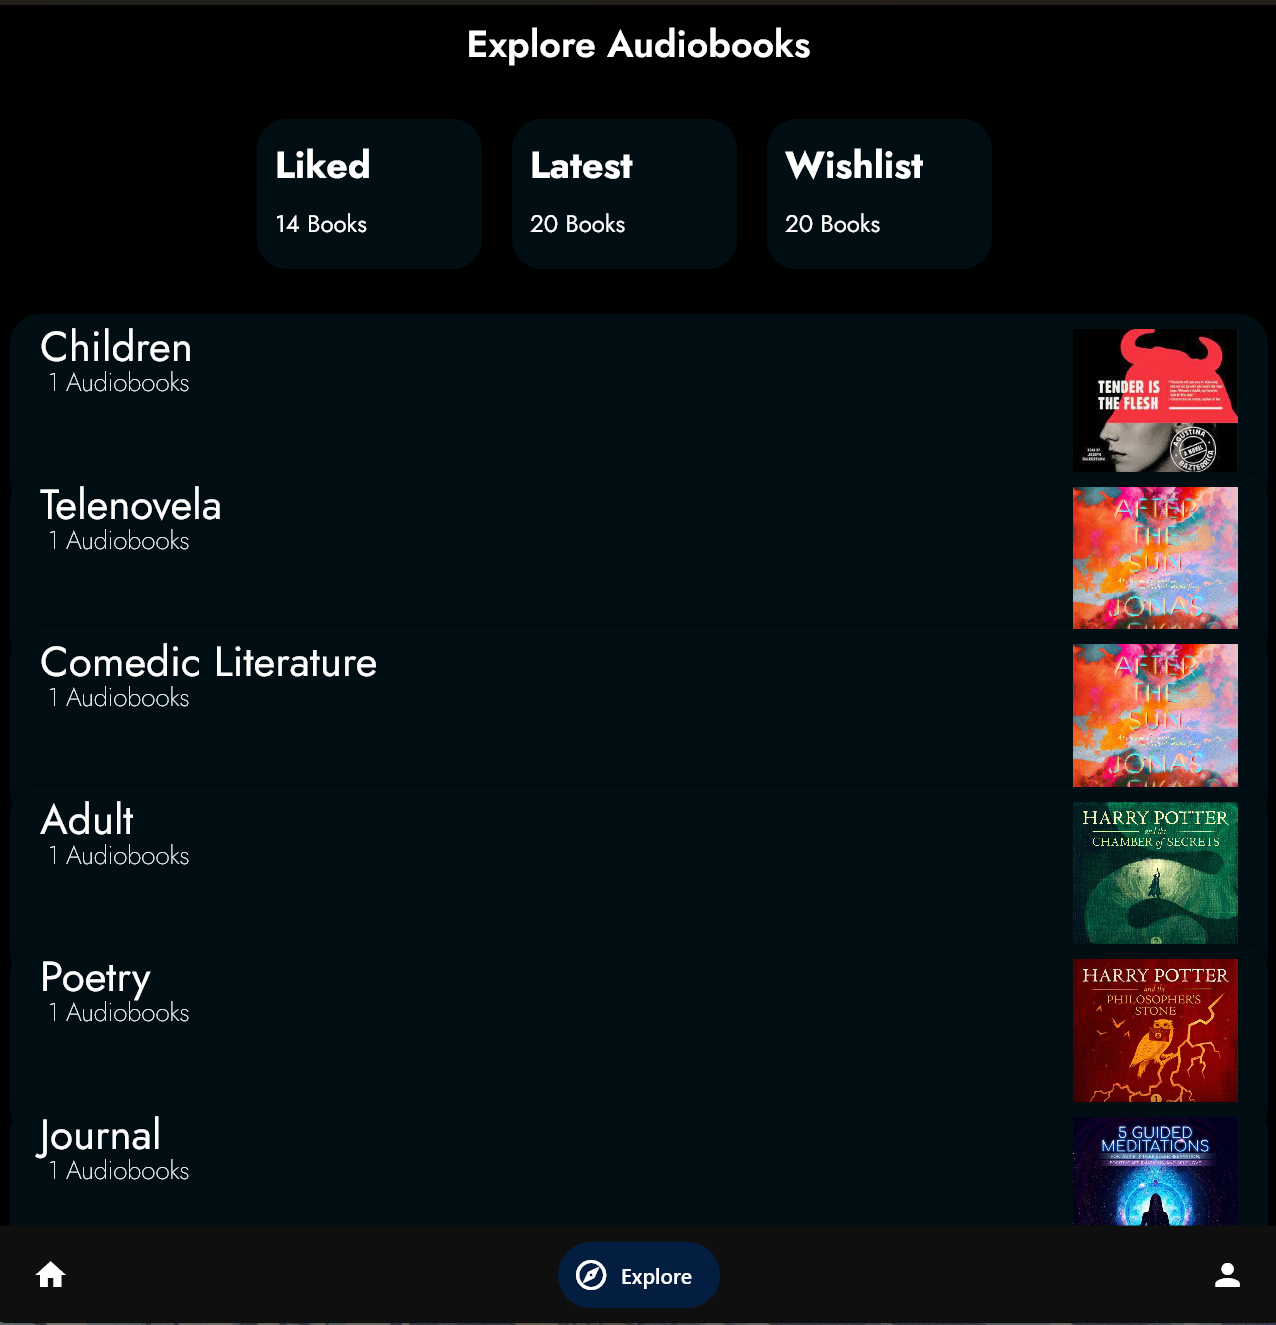 Explore Audiobooks
Liked
14 Books
Latest
20 Books
Wishlist
20 Books
Children
1 Audiobooks
TENDER IS
THE FLESH
AGUSTINA
A NOVEL
BAZTERRICA
Telenovela
1 Audiobooks
AFTER
THE
SUN
JONAS
Comedic Literature
1 Audiobooks
AFTER
THE
SUN
JONAS
Adult
1 Audiobooks
HARRY POTTER
and the
CHAMBER of SECRETS
Poetry
1 Audiobooks
HARRY POTTER
and the
PHILOSOPHER'S
STONE
Journal
1 Audiobooks
5 GUIDED
MEDITATIONS
Explore